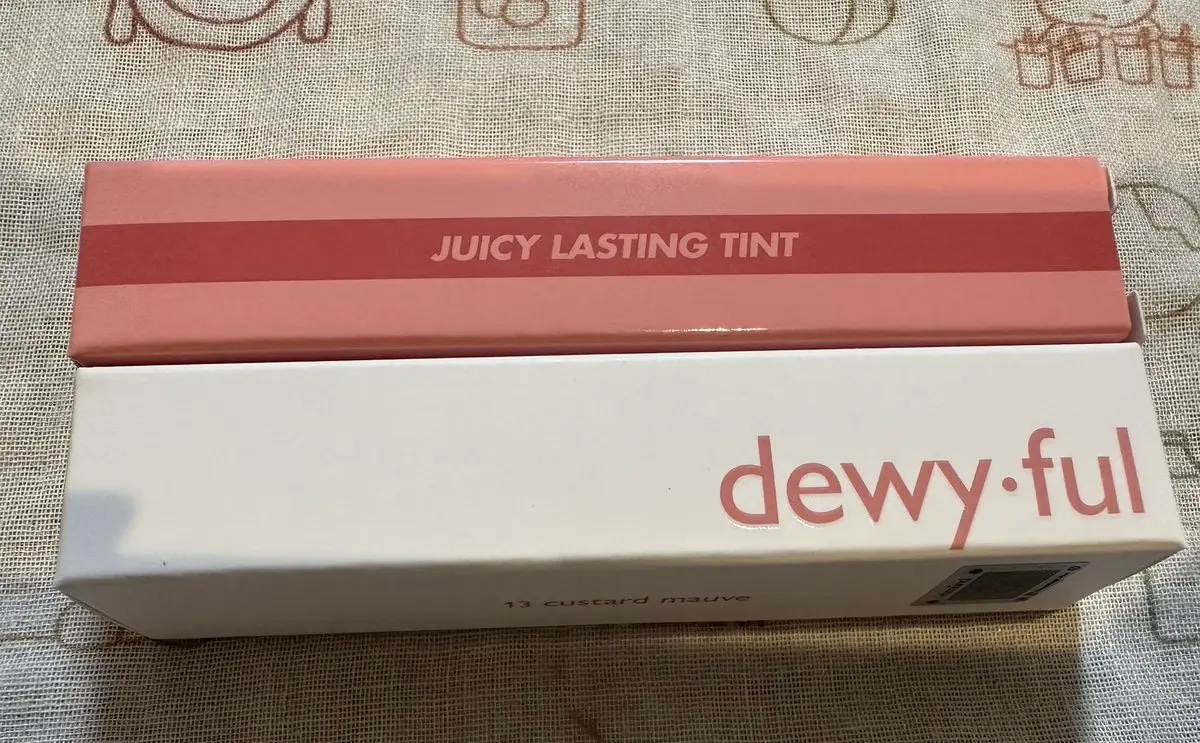 JUICY LASTING TINT
dewy·ful
13 custard mauve